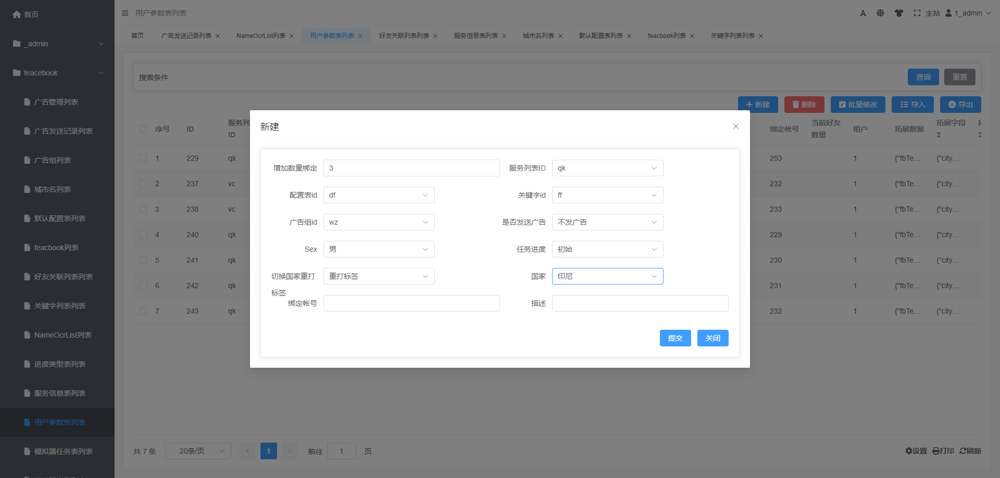 首页
_admin
feacebook
广告管理列表
广告发送记录列表
广告组列表
城市名列表
默认配置表列表
feacbook列表
好友关联列表列表
关键字列表列表
NameOcrList列表
进度类型表列表
服务信息表列表
用户参数表列表
模拟器任务表列表
用户参数表列表
主站 1_admin
首页 广告发送记录列表 NameOcrList列表 用户参数表列表 好友关联列表列表 服务信息表列表 城市名列表 默认配置表列表 feacbook列表 关键字列表列表
搜索条件 查询 重置
新建 删除 批量修改 导入 导出
序号 ID 服务列 ID 绑定帐号 当前好友数量 租户 拓展数据 拓展字段2 3
1 229 qk 253 1 {"fbTe... {"city...
2 237 vc 232 1 {"fbTe... {"city...
3 238 vc 233 1 {"fbTe... {"city...
4 240 qk 229 1 {"fbTe... {"city...
5 241 qk 230 1 {"fbTe... {"city...
6 242 qk 231 1 {"fbTe... {"city...
7 243 qk 232 1 {"fbTe... {"city...
新建
增加数量绑定 3 服务列表ID qk
配置表id df 关键字id ff
广告组id wz 是否发送广告 不发广告
Sex 男 任务进度 初始
切换国家重打 重打标签 国家 印尼
标签
绑定帐号 描述
提交 关闭
共 7 条 20条/页 1 前往 1 页
设置 打印 刷新